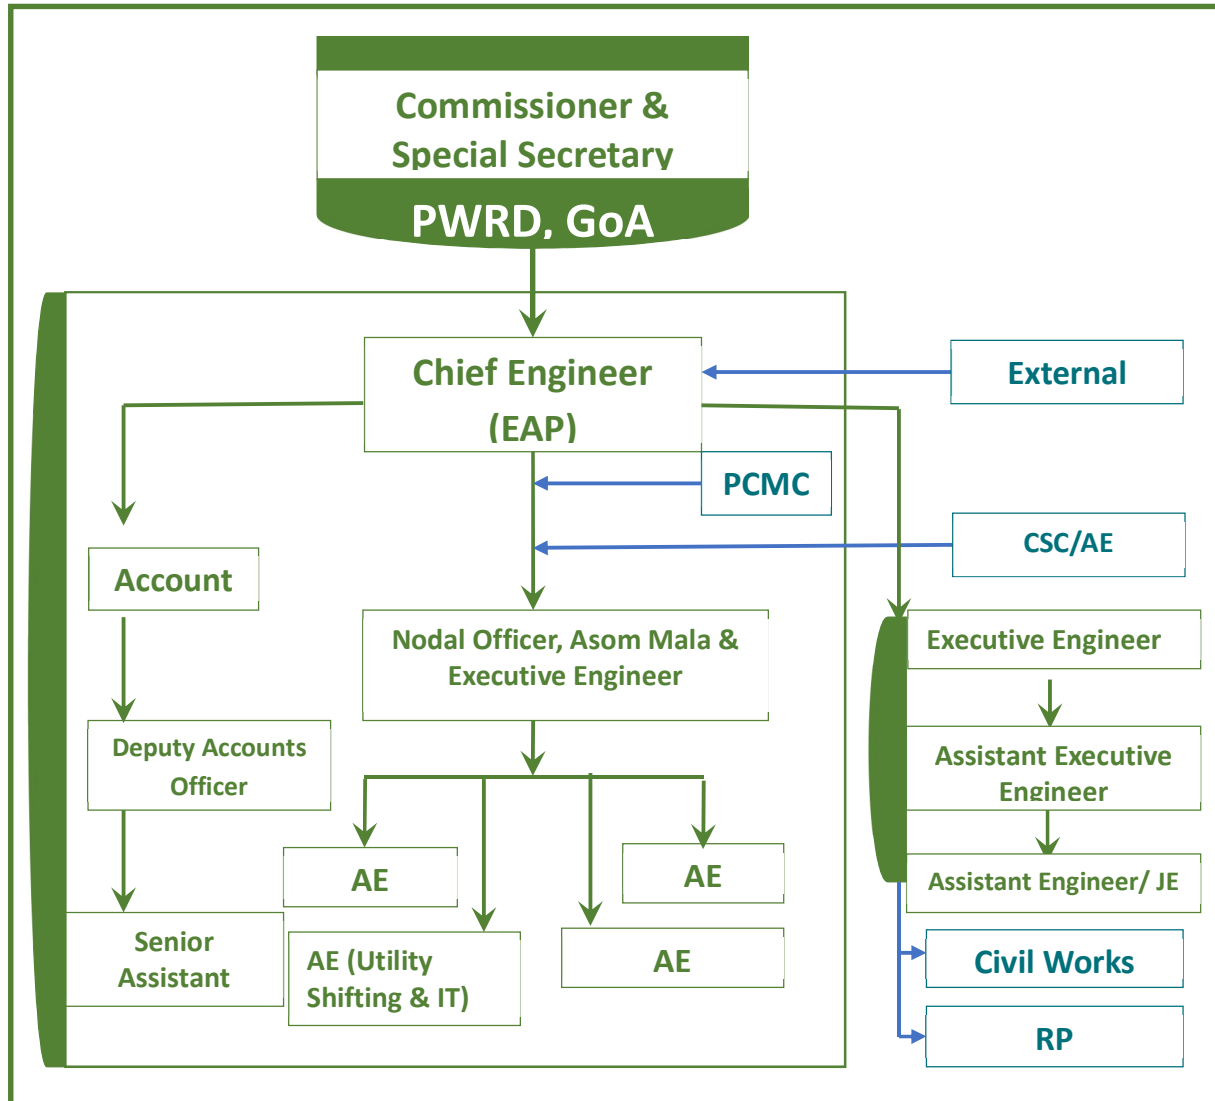 Commissioner &
Special Secretary
PWRD, GoA
Chief Engineer
(EAP)
External
PCMC
CSC/AE
Account
Nodal Officer, Asom Mala &
Executive Engineer
Executive Engineer
Deputy Accounts
Officer
Assistant Executive
Engineer
AE
AE
Assistant Engineer/ JE
Senior
Assistant
AE (Utility
Shifting & IT)
AE
Civil Works
RP